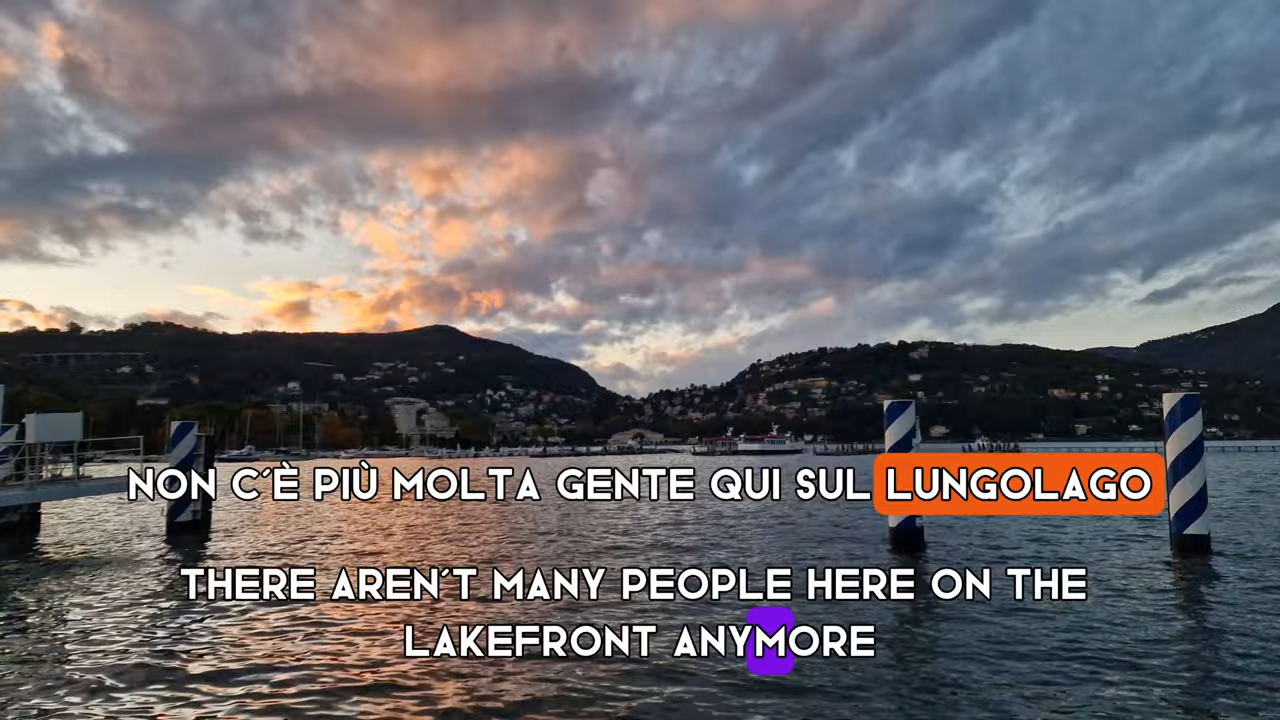 NON C'È PIÙ MOLTA GENTE QUI SUL LUNGOLAGO
THERE AREN'T MANY PEOPLE HERE ON THE
LAKEFRONT ANYMORE